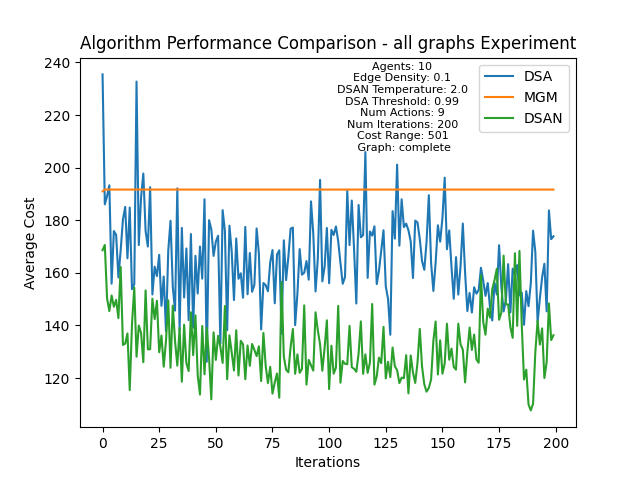 Algorithm Performance Comparison - all graphs Experiment
Agents: 10
Edge Density: 0.1
DSAN Temperature: 2.0
DSA Threshold: 0.99
Num Actions: 9
Num Iterations: 200
Cost Range: 501
Graph: complete
DSA
MGM
DSAN
Average Cost
240
220
200
180
160
140
120
0
25
50
75
100
125
150
175
200
Iterations